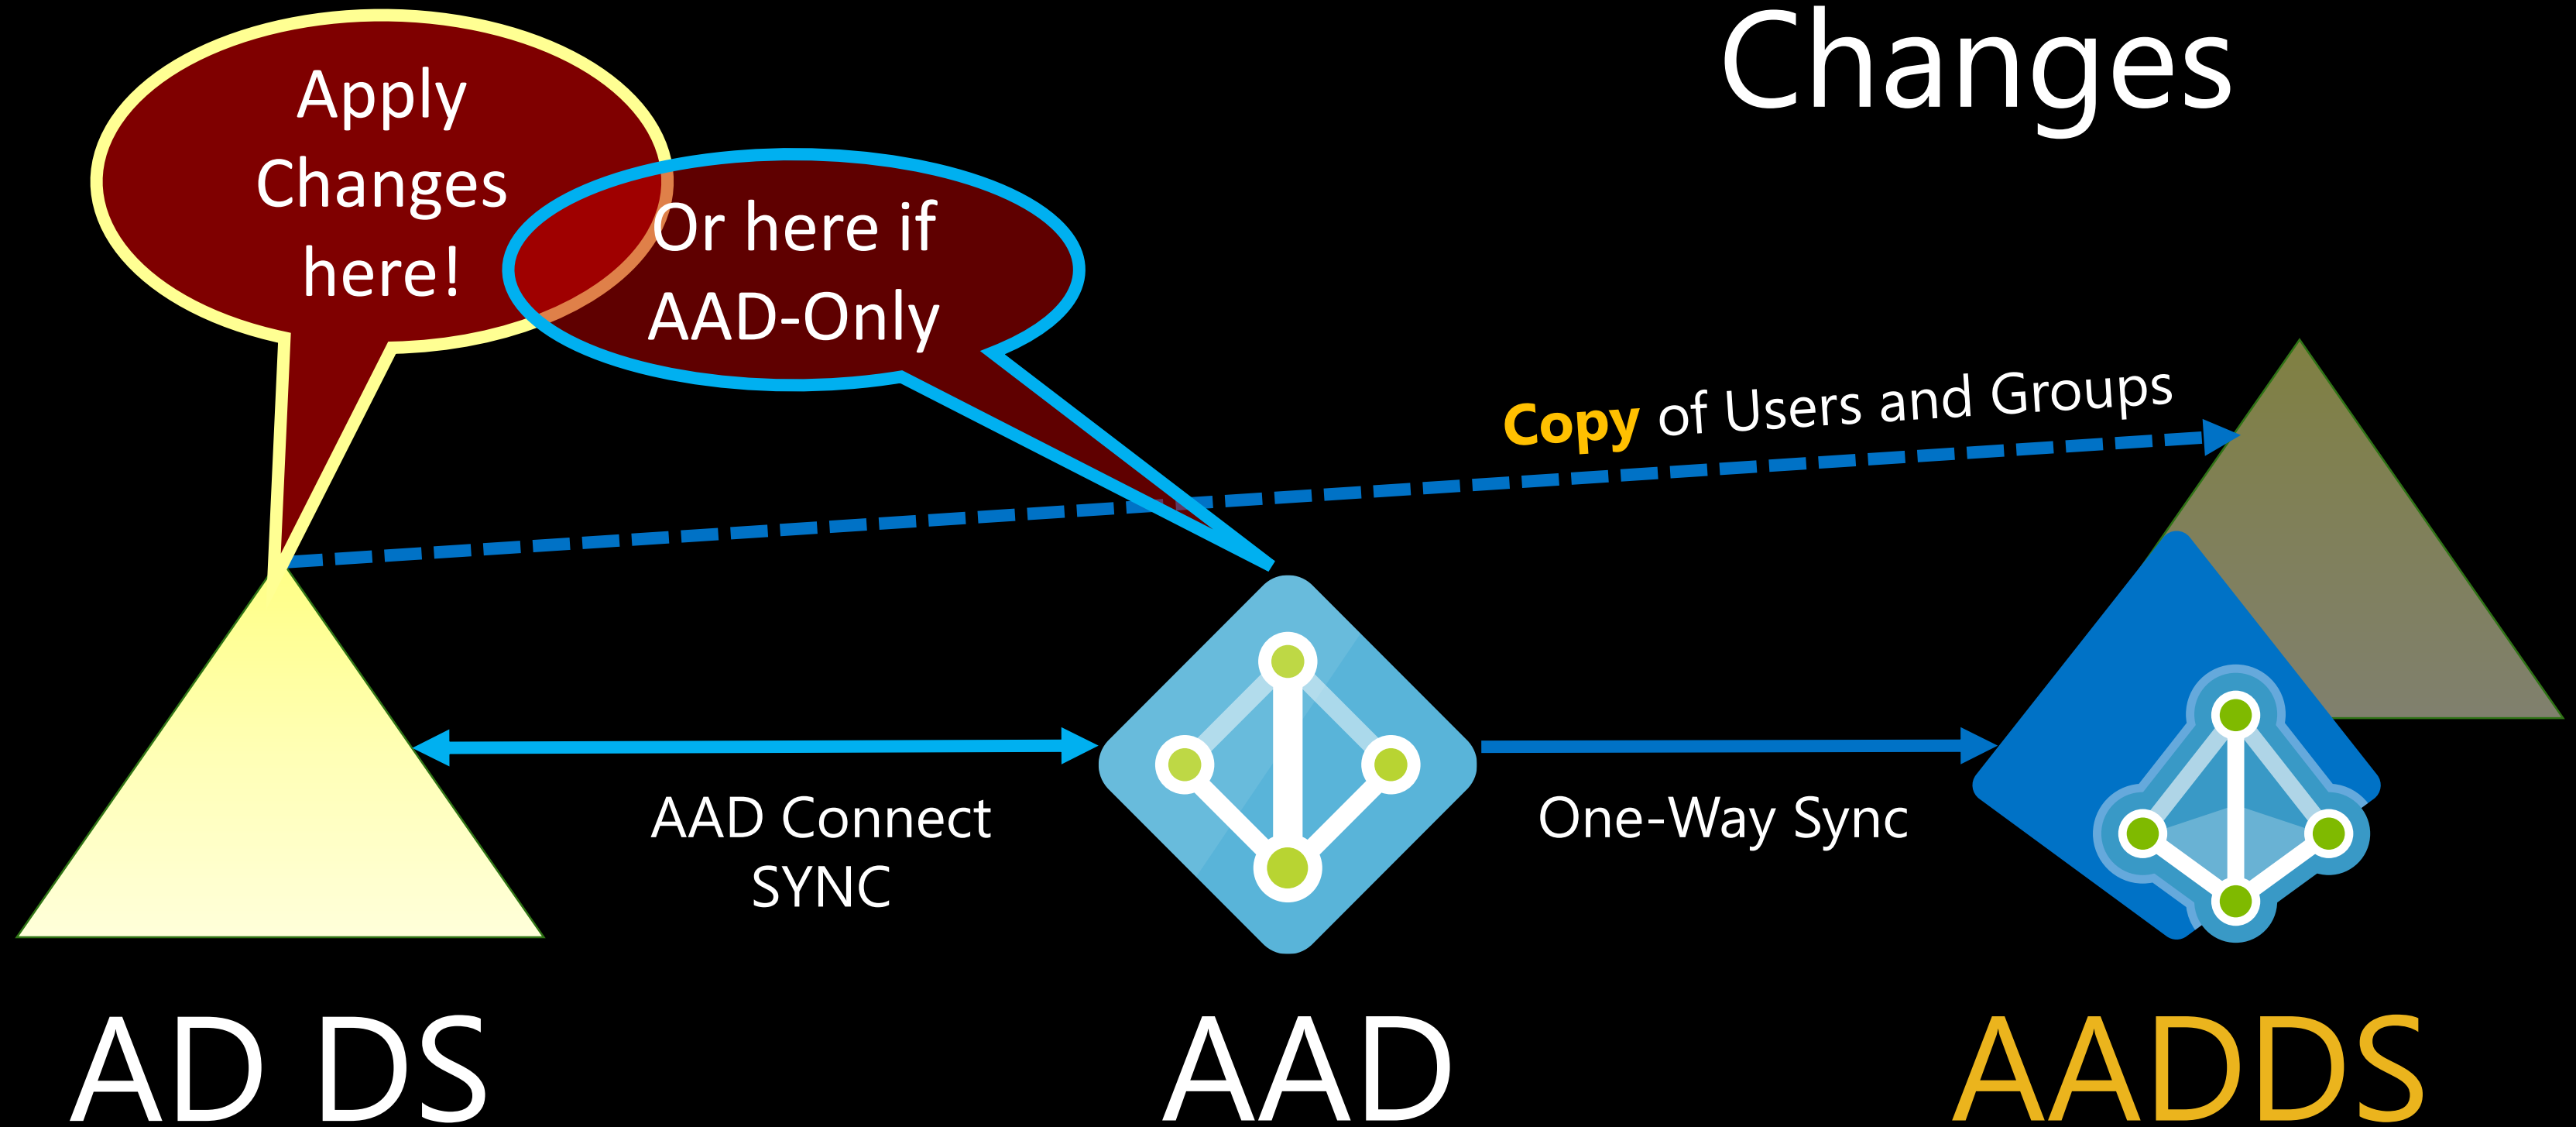 Changes
Apply
Changes
here!
Or here if
AAD-Only
Copy of Users and Groups
AAD Connect
SYNC
One-Way Sync
AD DS
AAD
AADDS